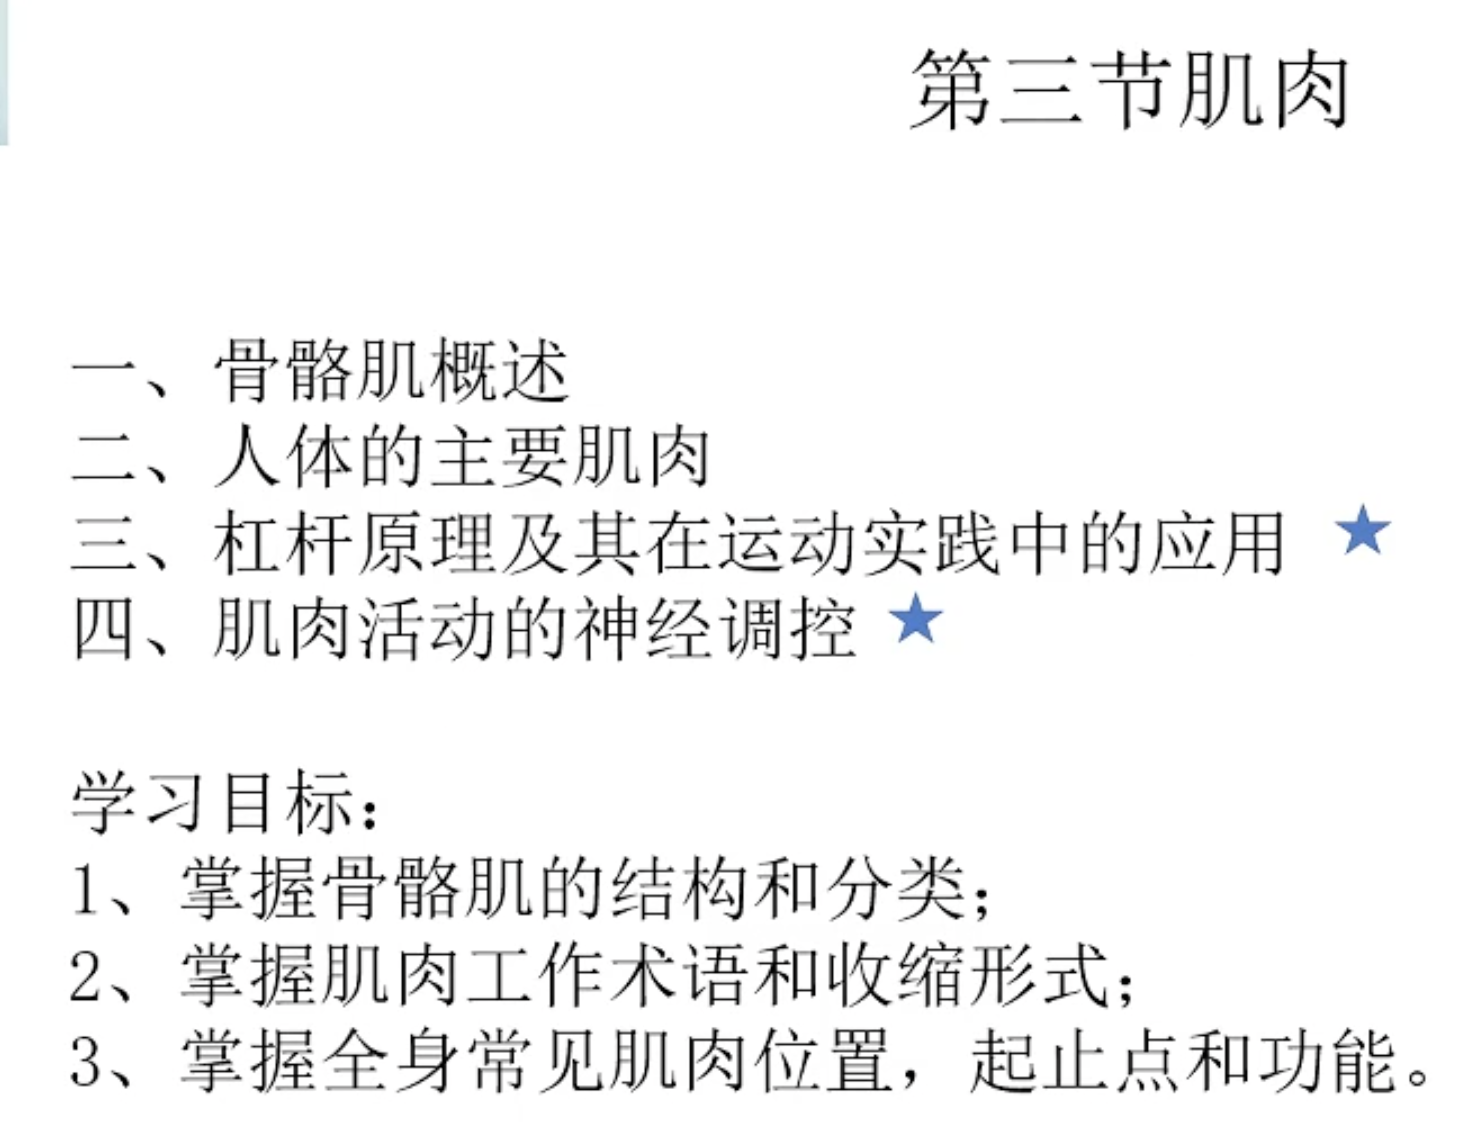 第三节肌肉
一、骨骼肌概述
二、人体的主要肌肉
三、杠杆原理及其在运动实践中的应用 ★
四、肌肉活动的神经调控 ★
学习目标：
1、掌握骨骼肌的结构和分类；
2、掌握肌肉工作术语和收缩形式；
3、掌握全身常见肌肉位置，起止点和功能。